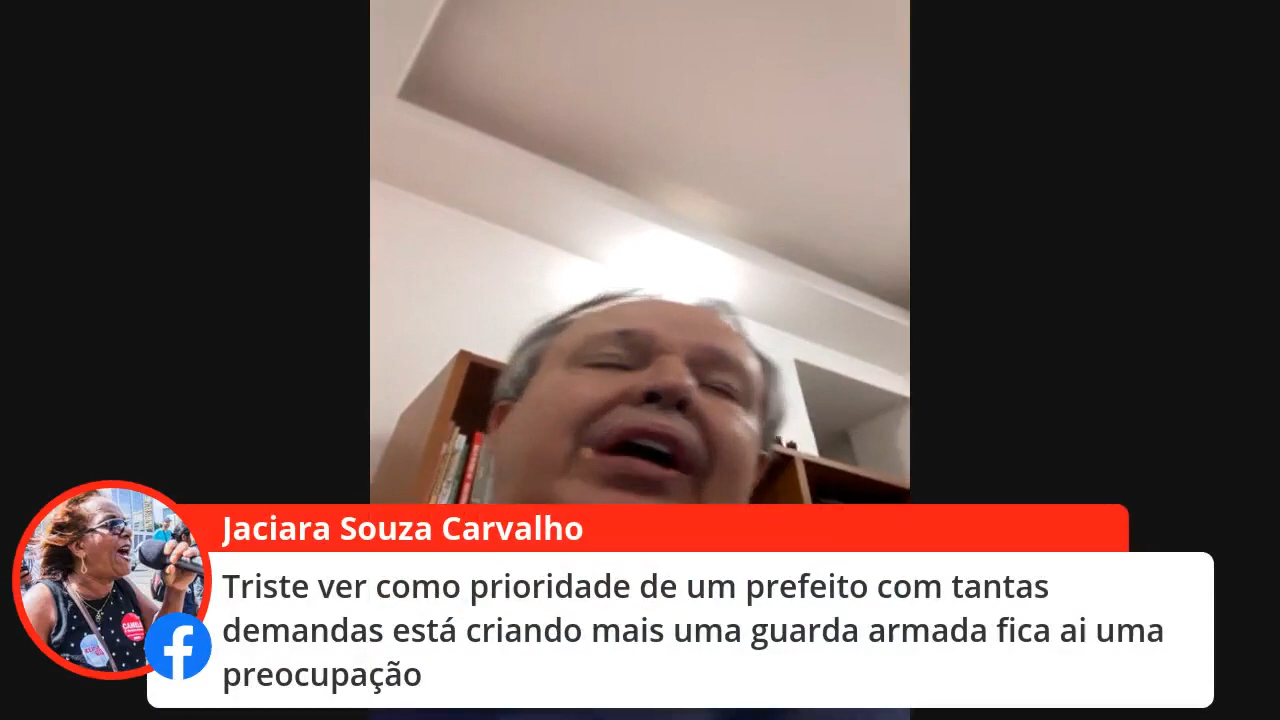 Jaciara Souza Carvalho
Triste ver como prioridade de um prefeito com tantas
demandas está criando mais uma guarda armada fica ai uma
preocupação